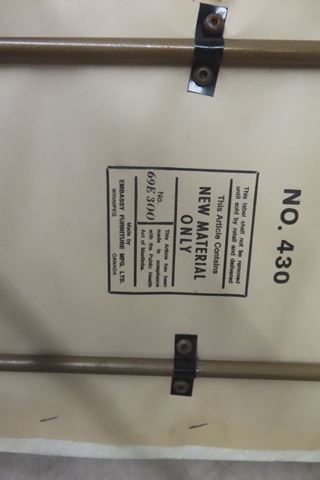 NO. 430
This label shall not be removed
until sold by retail and delivered
This Article Contains
NEW MATERIAL
ONLY
No.
69E300
This Article has been
made in compliance
with the Public Health
Act of Manitoba.
Made by
EMBASSY FURNITURE MFG. LTD.
WINNIPEG CANADA